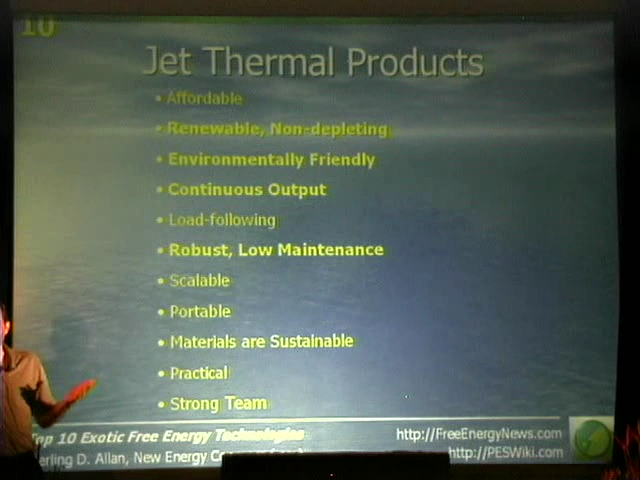 10
Jet Thermal Products
• Affordable
• Renewable, Non-depleting
• Environmentally Friendly
• Continuous Output
• Load-following
• Robust, Low Maintenance
• Scalable
• Portable
• Materials are Sustainable
• Practical
• Strong Team
Top 10 Exotic Free Energy Technologies
http://FreeEnergyNews.com
erling D. Allan, New Energy
http://PESWiki.com